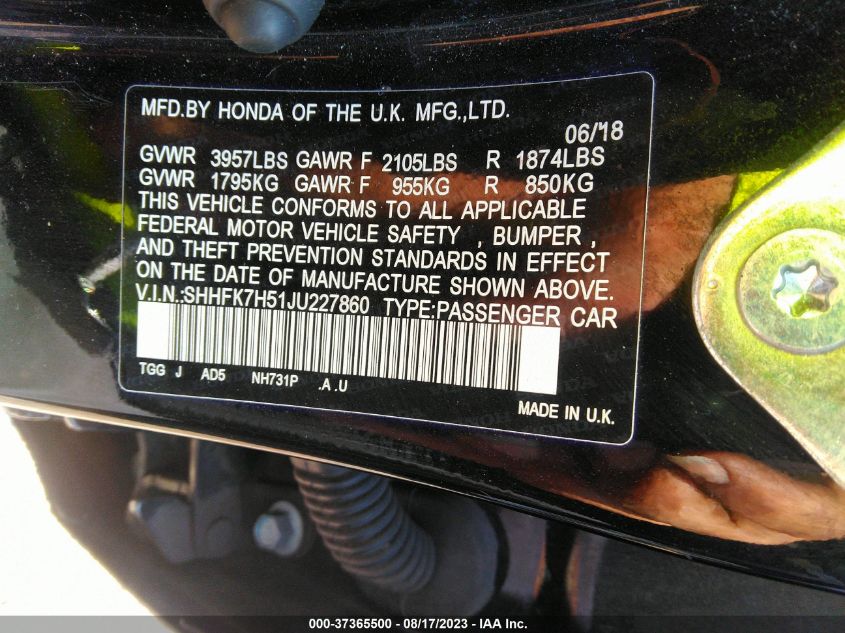 MFD.BY HONDA OF THE U.K. MFG.,LTD.
06/'18
GVWR 3957LBS GAWR F 2105LBS R 1874LBS
GVWR 1795KG GAWR F 955KG R 850KG
THIS VEHICLE CONFORMS TO ALL APPLICABLE
FEDERAL MOTOR VEHICLE SAFETY , BUMPER ,
AND THEFT PREVENTION STANDARDS IN EFFECT
ON THE DATE OF MANUFACTURE SHOWN ABOVE.
V.I.N.:SHHFK7H51JU227860 TYPE:PASSENGER CAR
TGG J AD5 NH731P .A .U
MADE IN U.K.
000-37365500 - 08/17/2023 - IAA Inc.